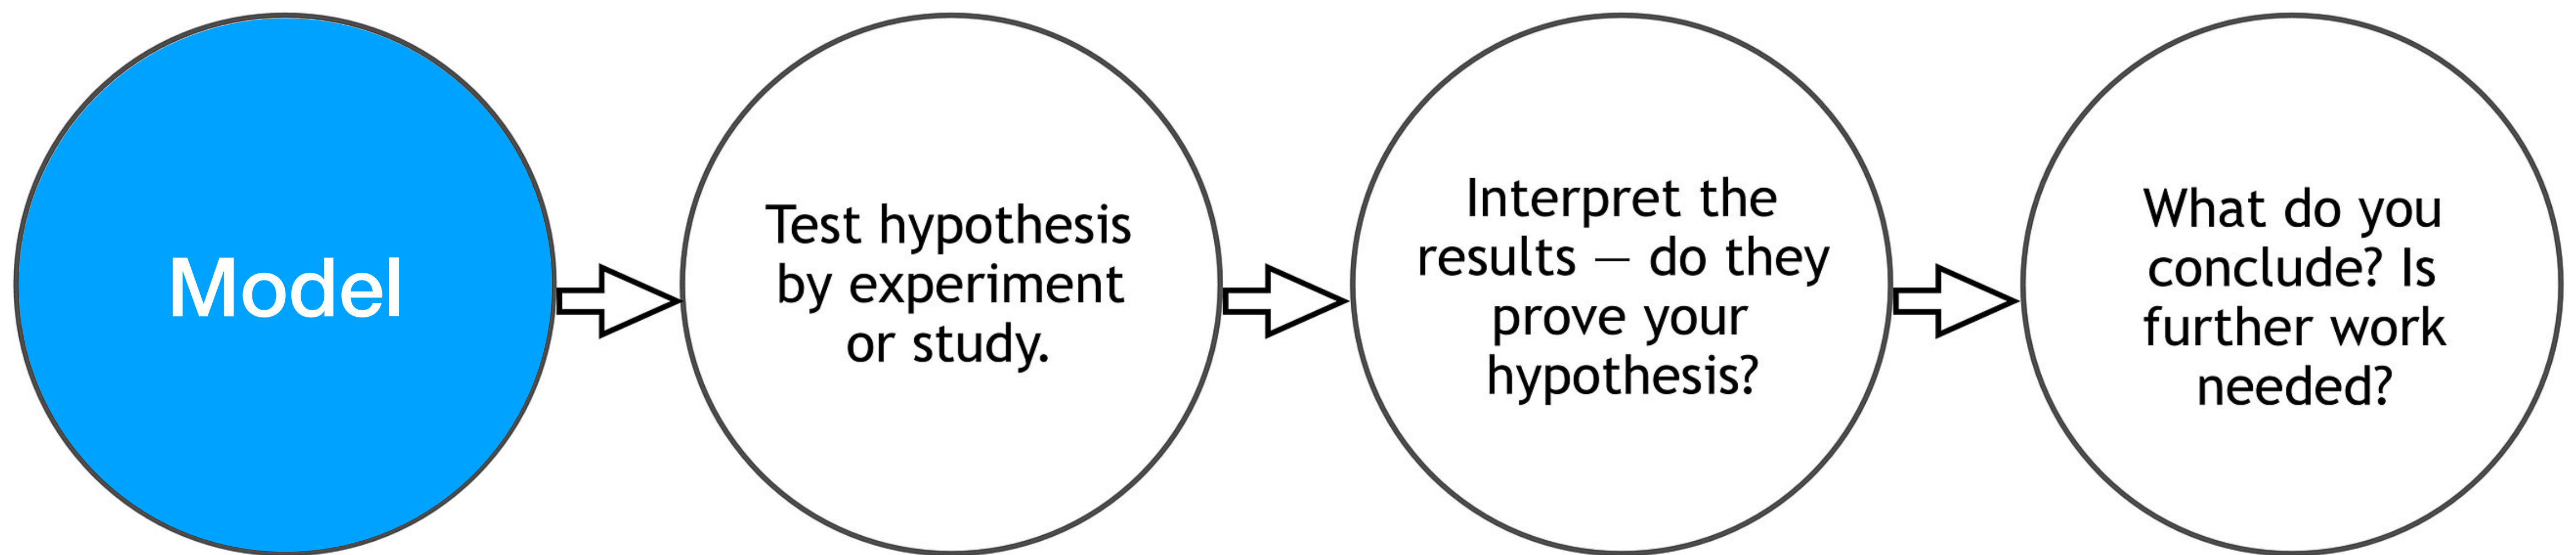 Model
Test hypothesis
by experiment
or study.
Interpret the
results — do they
prove your
hypothesis?
What do you
conclude? Is
further work
needed?